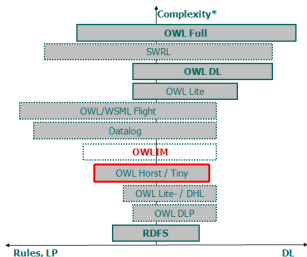 Complexity*
OWL Full
SWRL
OWL DL
OWL Lite
OWL/WSML Flight
Datalog
OWLIM
OWL Horst / Tiny
OWL Lite- / DHL
OWL DLP
RDFS
Rules, LP
DL